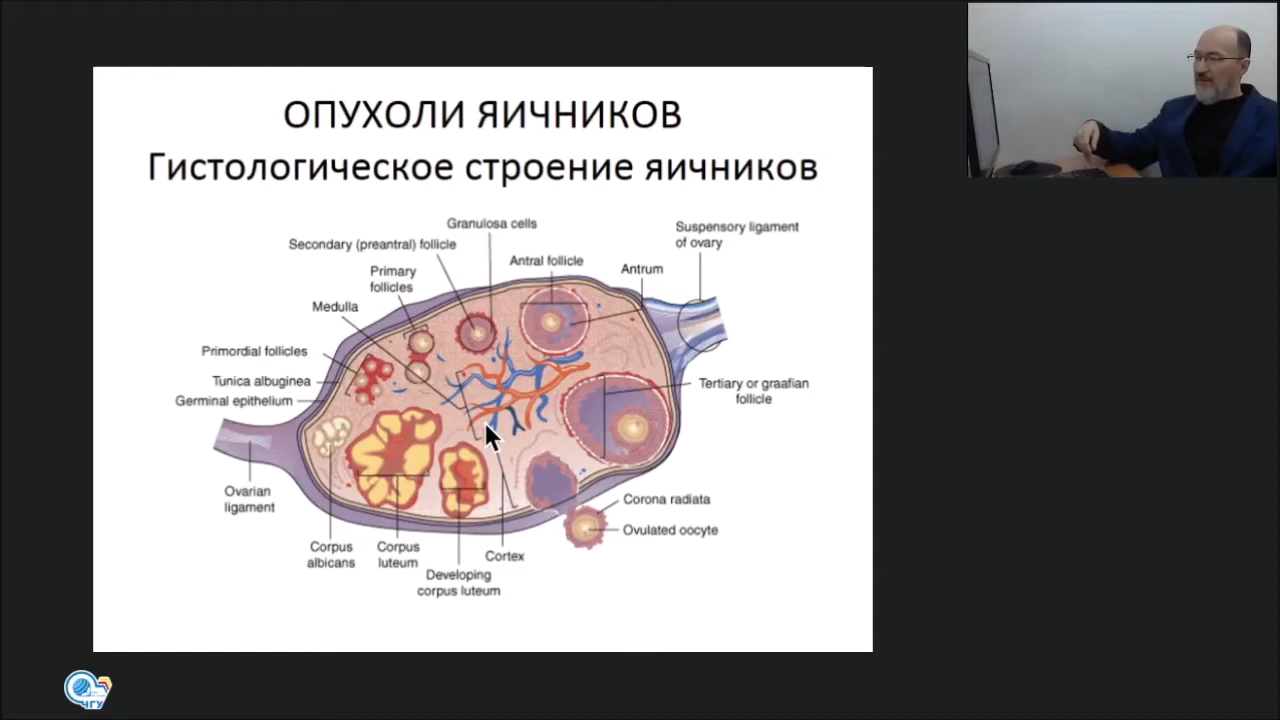 ОПУХОЛИ ЯИЧНИКОВ
Гистологическое строение яичников
Granulosa cells
Suspensory ligament
of ovary
Secondary (preantral) follicle
Antral follicle
Antrum
Primary
follicles
Medulla
Primordial follicles
Tunica albuginea
Germinal epithelium
Tertiary or graafian
follicle
Ovarian
ligament
Corona radiata
Ovulated oocyte
Corpus
albicans
Corpus
luteum
Cortex
Developing
corpus luteum
ЧГУ